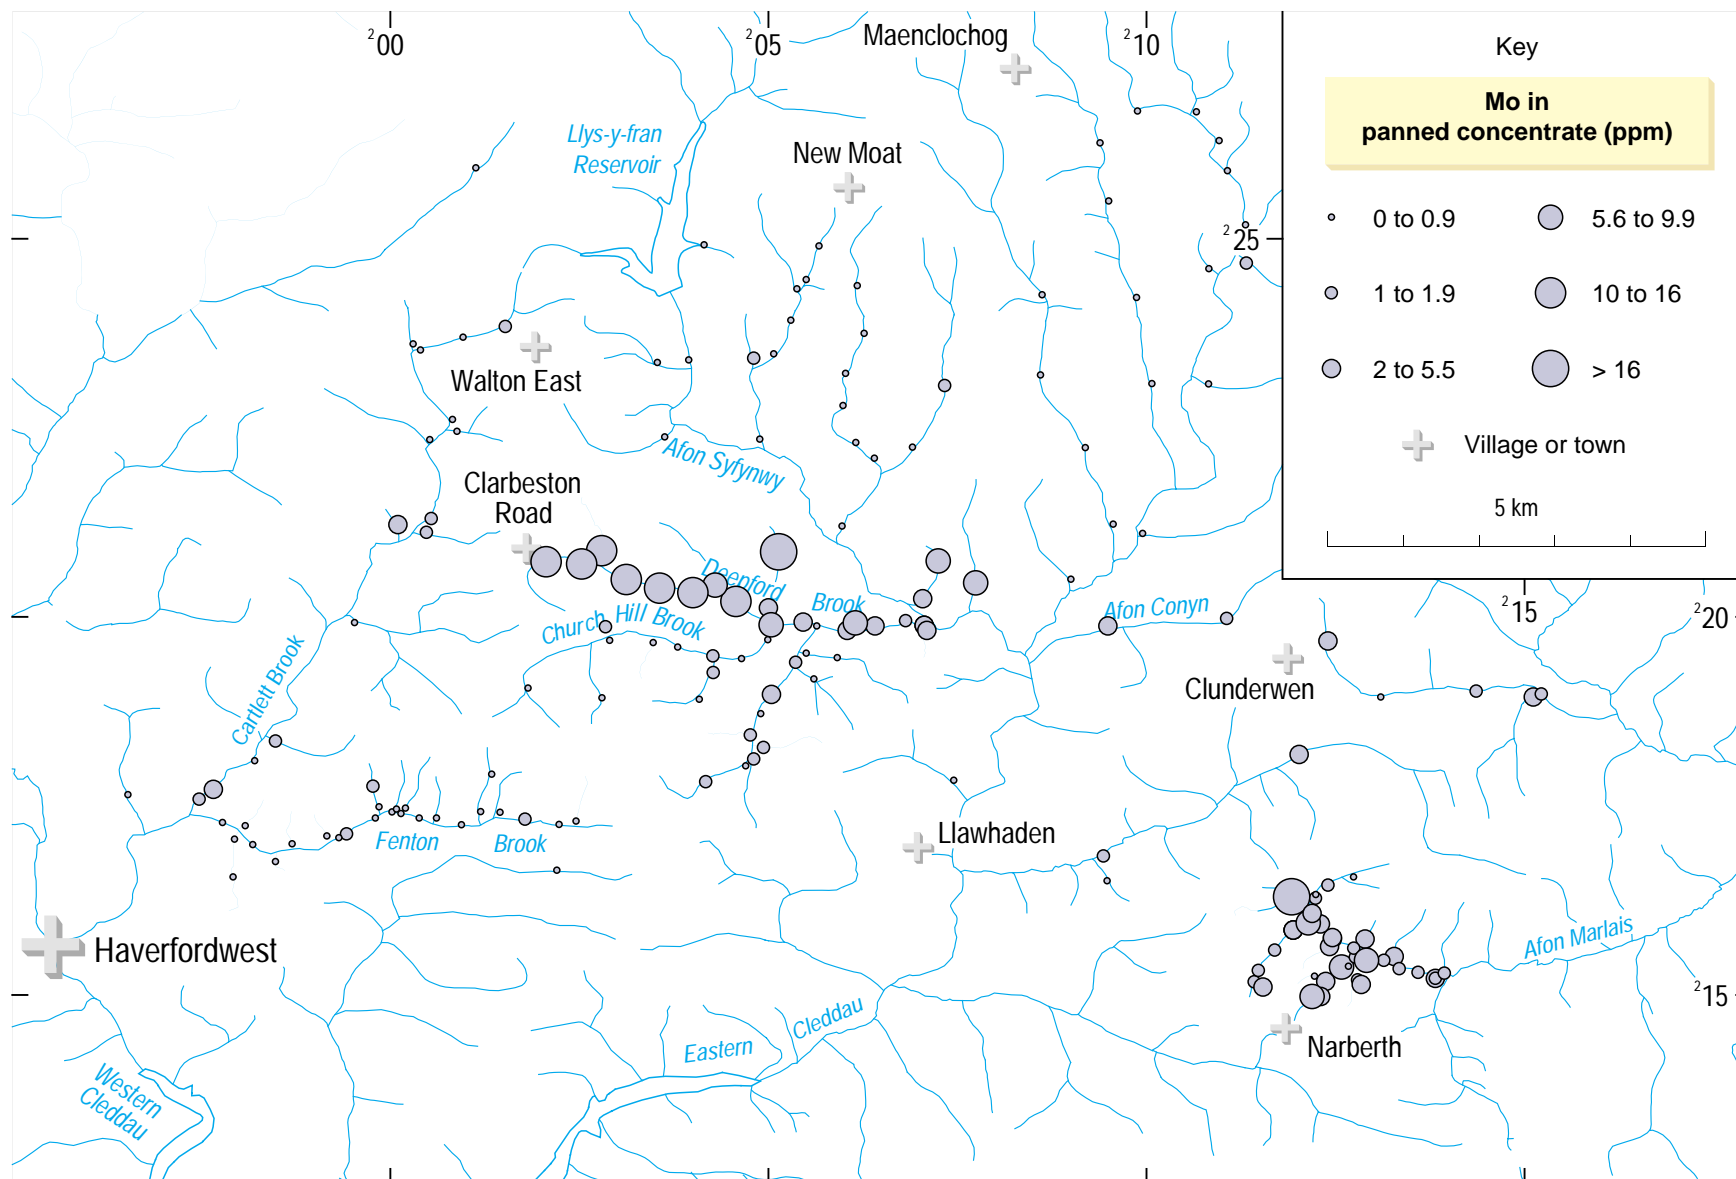 ²00
²05
²10
Maenclochog
Key
Mo in
panned concentrate (ppm)
Llys-y-fran
Reservoir
New Moat
0 to 0.9
5.6 to 9.9
²25
1 to 1.9
10 to 16
2 to 5.5
> 16
Walton East
Village or town
Afon Syfynwy
Clarbeston
Road
5 km
Deepford
Brook
Church Hill Brook
Afon Conyn
²15
²20
Cartlett Brook
Clunderwen
Fenton
Brook
Llawhaden
Haverfordwest
Afon Marlais
²15
Cleddau
Eastern
Narberth
Western
Cleddau